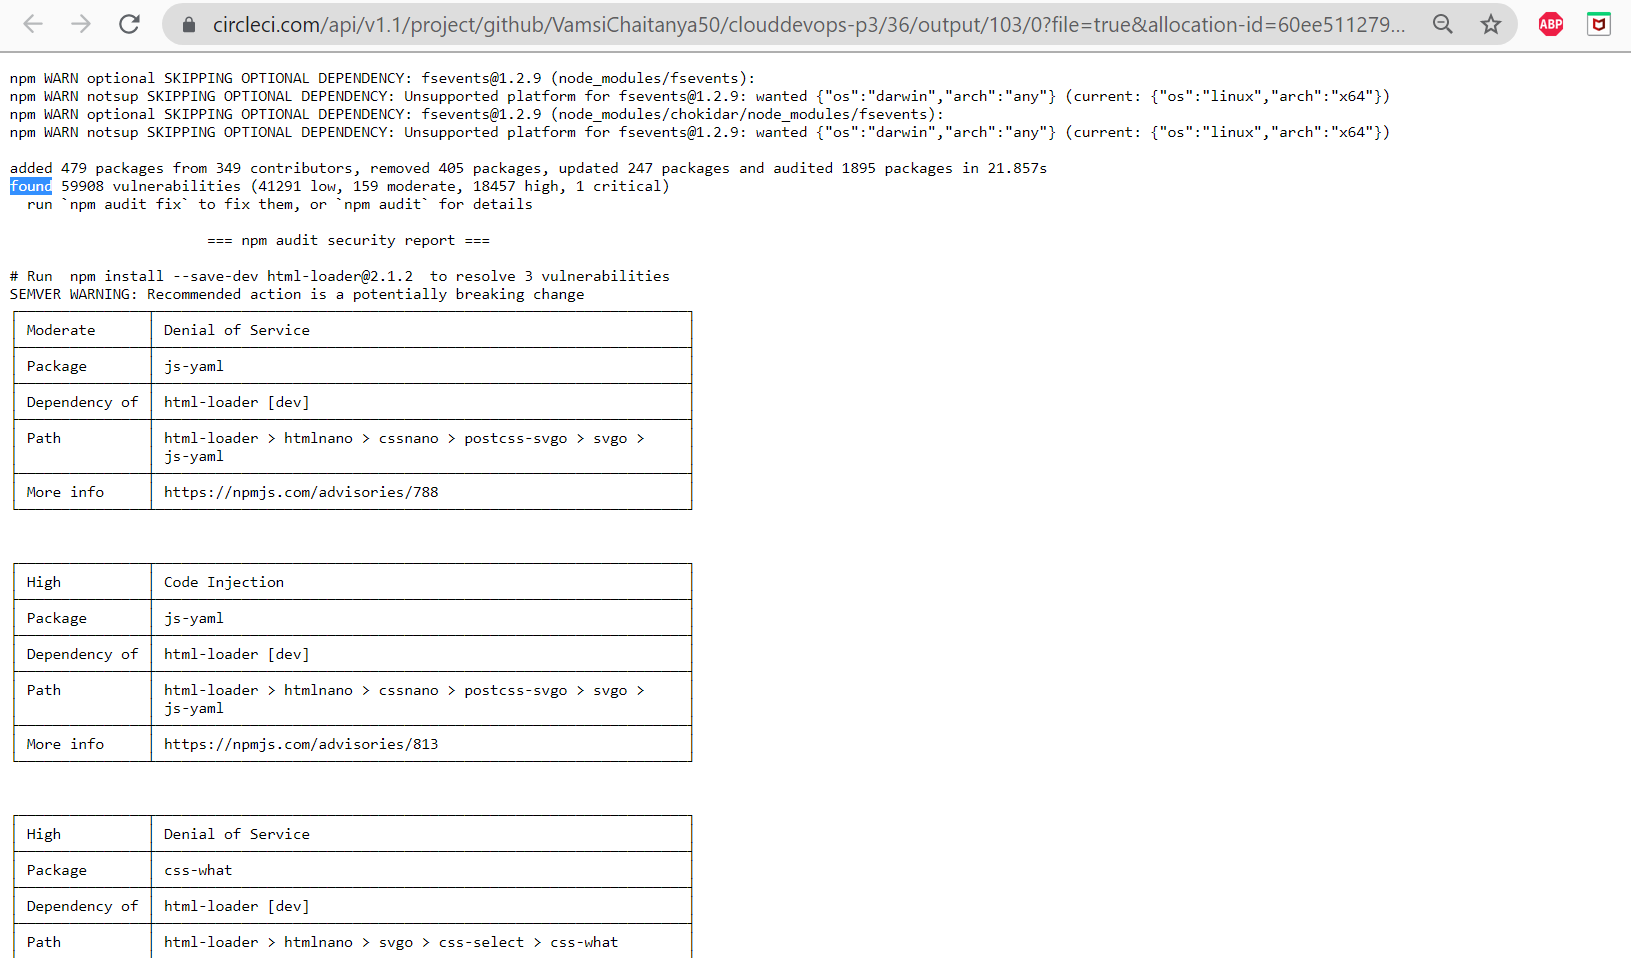 circleci.com/api/v1.1/project/github/VamsiChaitanya50/clouddevops-p3/36/output/103/0?file=true&allocation-id=60ee511279...
ABP
npm WARN optional SKIPPING OPTIONAL DEPENDENCY: fsevents@1.2.9 (node_modules/fsevents):
npm WARN notsup SKIPPING OPTIONAL DEPENDENCY: Unsupported platform for fsevents@1.2.9: wanted {"os":"darwin","arch":"any"} (current: {"os":"linux","arch":"x64"})
npm WARN optional SKIPPING OPTIONAL DEPENDENCY: fsevents@1.2.9 (node_modules/chokidar/node_modules/fsevents):
npm WARN notsup SKIPPING OPTIONAL DEPENDENCY: Unsupported platform for fsevents@1.2.9: wanted {"os":"darwin","arch":"any"} (current: {"os":"linux","arch":"x64"})
added 479 packages from 349 contributors, removed 405 packages, updated 247 packages and audited 1895 packages in 21.857s
found 59908 vulnerabilities (41291 low, 159 moderate, 18457 high, 1 critical)
run `npm audit fix` to fix them, or `npm audit` for details
=== npm audit security report ===
# Run  npm install --save-dev html-loader@2.1.2  to resolve 3 vulnerabilities
SEMVER WARNING: Recommended action is a potentially breaking change
Moderate Denial of Service
Package js-yaml
Dependency of html-loader [dev]
Path html-loader > htmlnano > cssnano > postcss-svgo > svgo >
js-yaml
More info https://npmjs.com/advisories/788
High Code Injection
Package js-yaml
Dependency of html-loader [dev]
Path html-loader > htmlnano > cssnano > postcss-svgo > svgo >
js-yaml
More info https://npmjs.com/advisories/813
High Denial of Service
Package css-what
Dependency of html-loader [dev]
Path html-loader > htmlnano > svgo > css-select > css-what